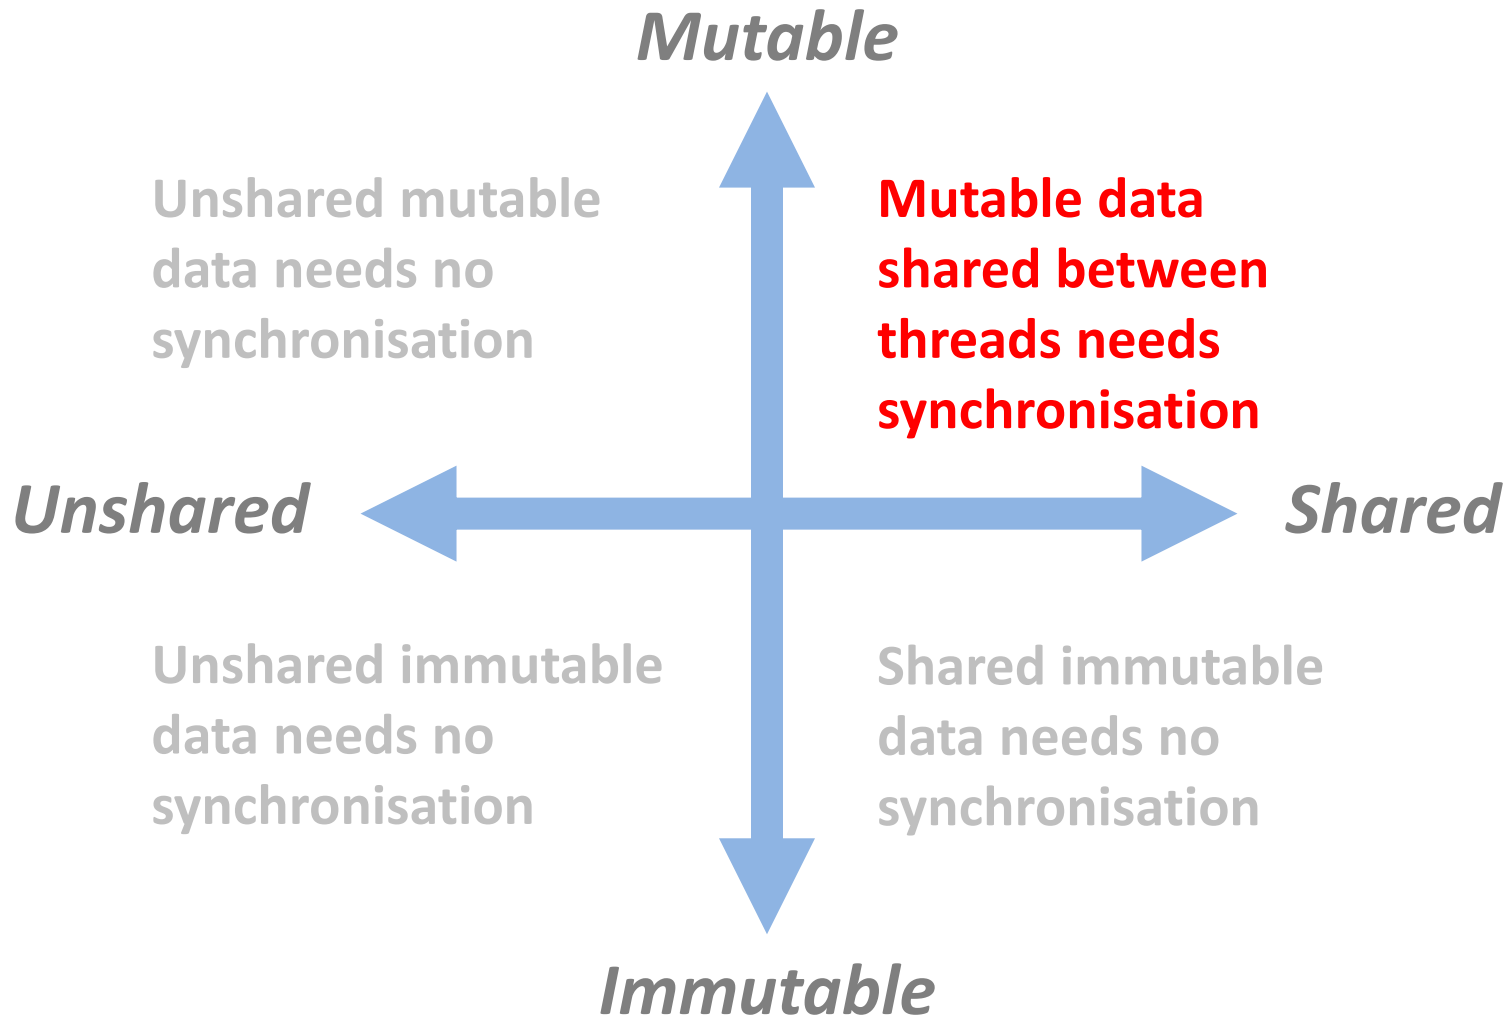 Mutable
Unshared mutable
data needs no
synchronisation
Mutable data
shared between
threads needs
synchronisation
Unshared
Shared
Unshared immutable
data needs no
synchronisation
Shared immutable
data needs no
synchronisation
Immutable